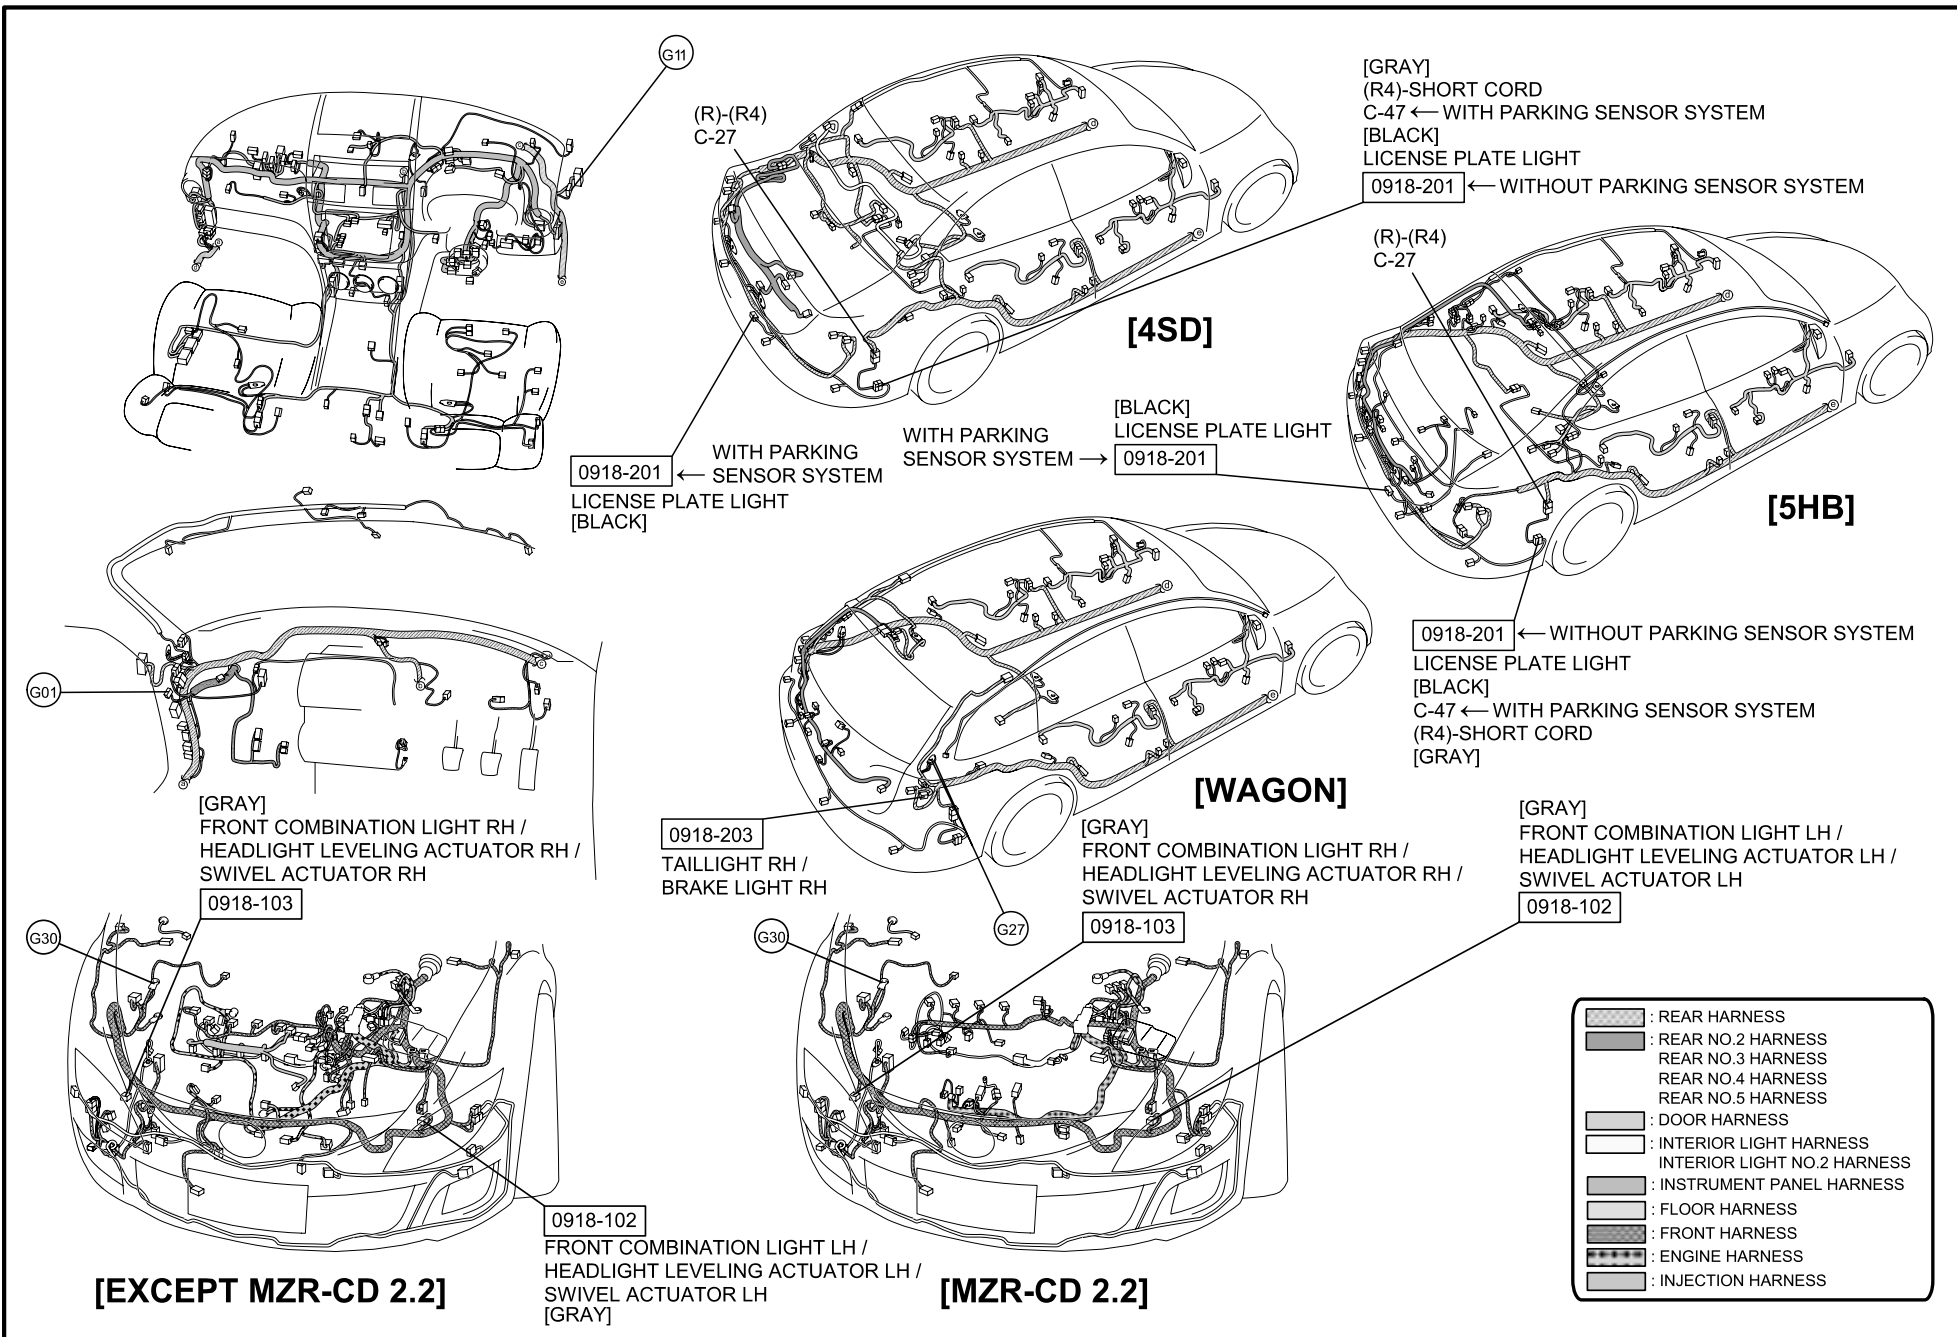 G11
(R)-(R4)
C-27
[GRAY]
(R4)-SHORT CORD
C-47 ← WITH PARKING SENSOR SYSTEM
[BLACK]
LICENSE PLATE LIGHT
0918-201 ← WITHOUT PARKING SENSOR SYSTEM
[4SD]
(R)-(R4)
C-27
0918-201 ← WITH PARKING
SENSOR SYSTEM
LICENSE PLATE LIGHT
[BLACK]
[BLACK]
LICENSE PLATE LIGHT
WITH PARKING
SENSOR SYSTEM → 0918-201
[5HB]
0918-201 ← WITHOUT PARKING SENSOR SYSTEM
LICENSE PLATE LIGHT
[BLACK]
C-47 ← WITH PARKING SENSOR SYSTEM
(R4)-SHORT CORD
[GRAY]
G01
[WAGON]
0918-203
TAILLIGHT RH /
BRAKE LIGHT RH
G27
[GRAY]
FRONT COMBINATION LIGHT RH /
HEADLIGHT LEVELING ACTUATOR RH /
SWIVEL ACTUATOR RH
0918-103
G30
0918-102
FRONT COMBINATION LIGHT LH /
HEADLIGHT LEVELING ACTUATOR LH /
SWIVEL ACTUATOR LH
[GRAY]
[EXCEPT MZR-CD 2.2]
[GRAY]
FRONT COMBINATION LIGHT RH /
HEADLIGHT LEVELING ACTUATOR RH /
SWIVEL ACTUATOR RH
0918-103
G30
[GRAY]
FRONT COMBINATION LIGHT LH /
HEADLIGHT LEVELING ACTUATOR LH /
SWIVEL ACTUATOR LH
0918-102
[MZR-CD 2.2]
: REAR HARNESS
: REAR NO.2 HARNESS
REAR NO.3 HARNESS
REAR NO.4 HARNESS
REAR NO.5 HARNESS
: DOOR HARNESS
: INTERIOR LIGHT HARNESS
INTERIOR LIGHT NO.2 HARNESS
: INSTRUMENT PANEL HARNESS
: FLOOR HARNESS
: FRONT HARNESS
: ENGINE HARNESS
: INJECTION HARNESS